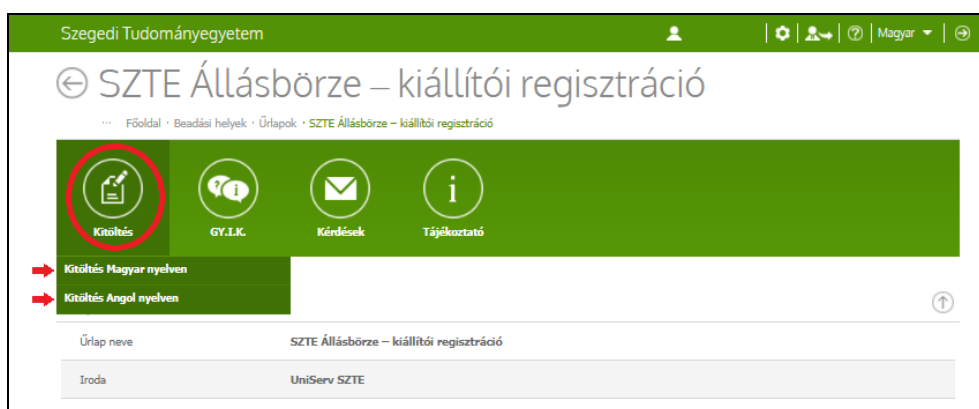 Szegedi Tudományegyetem
Magyar
SZTE Állásbörze – kiállítói regisztráció
··· Főoldal · Beadási helyek · Űrlapok · SZTE Állásbörze – kiállítói regisztráció
Kitöltés GY.I.K. Kérdések Tájékoztató
Kitöltés Magyar nyelven
Kitöltés Angol nyelven
Űrlap neve SZTE Állásbörze – kiállítói regisztráció
Iroda UniServ SZTE